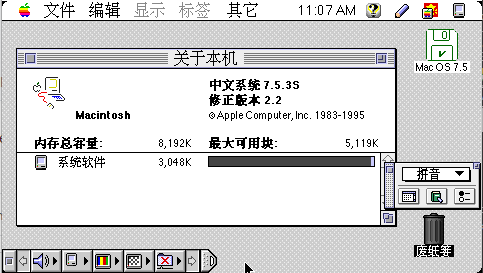 文件 编辑 显示 标签 其它 11:07 AM
关于本机
Mac OS 7.5
中文系统 7.5.3S
修正版本 2.2
Macintosh
©Apple Computer, Inc. 1983-1995
内存总容量: 8,192K 最大可用块: 5,119K
系统软件 3,048K
拼音
废纸篓